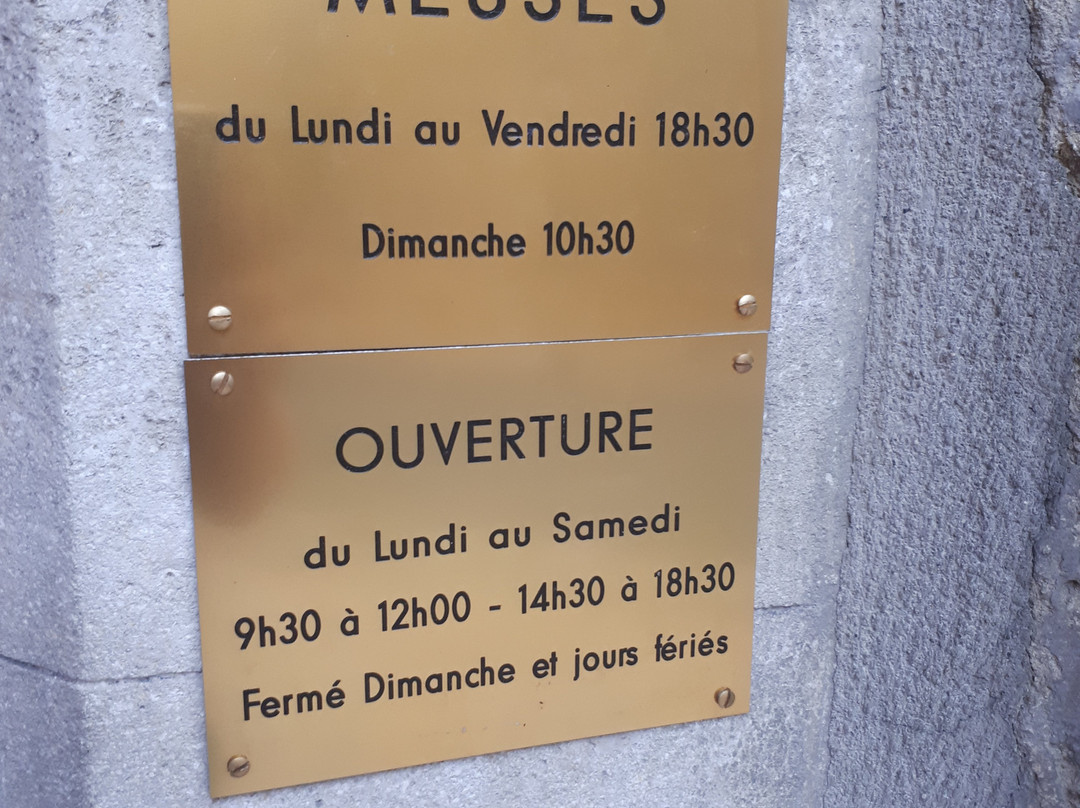 MESSES
du Lundi au Vendredi 18h30
Dimanche 10h30
OUVERTURE
du Lundi au Samedi
9h30 à 12h00 - 14h30 à 18h30
Fermé Dimanche et jours fériés